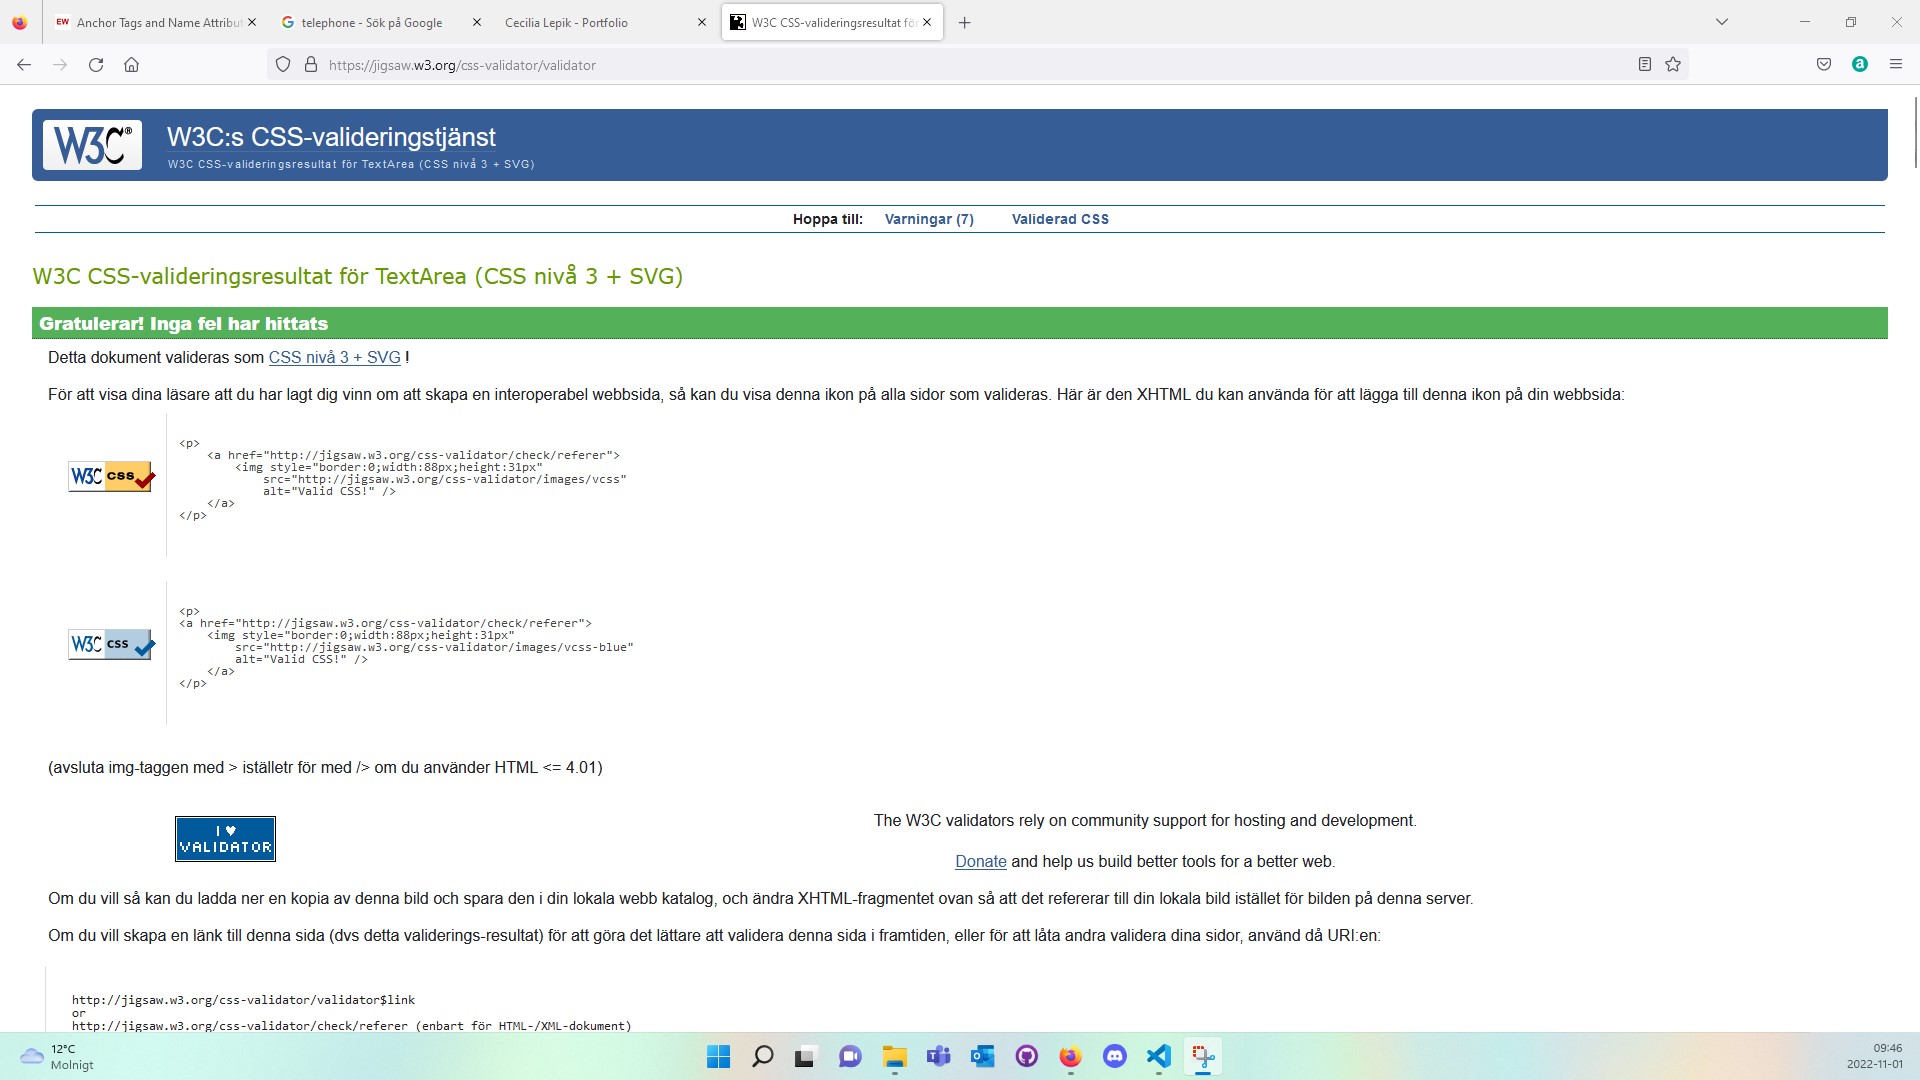 Anchor Tags and Name Attribut
telephone - Sök på Google
Cecilia Lepik - Portfolio
W3C CSS-valideringsresultat för
https://jigsaw.w3.org/css-validator/validator
W3C®
W3C:s CSS-valideringstjänst
W3C CSS-valideringsresultat för TextArea (CSS nivå 3 + SVG)
Hoppa till: Varningar (7) Validerad CSS
W3C CSS-valideringsresultat för TextArea (CSS nivå 3 + SVG)
Gratulerar! Inga fel har hittats
Detta dokument valideras som CSS nivå 3 + SVG !
För att visa dina läsare att du har lagt dig vinn om att skapa en interoperabel webbsida, så kan du visa denna ikon på alla sidor som valideras. Här är den XHTML du kan använda för att lägga till denna ikon på din webbsida:
W3C CSS
<p>
<a href="http://jigsaw.w3.org/css-validator/check/referer">
<img style="border:0;width:88px;height:31px"
src="http://jigsaw.w3.org/css-validator/images/vcss"
alt="Valid CSS!" />
</a>
</p>
W3C CSS
<p>
<a href="http://jigsaw.w3.org/css-validator/check/referer">
<img style="border:0;width:88px;height:31px"
src="http://jigsaw.w3.org/css-validator/images/vcss-blue"
alt="Valid CSS!" />
</a>
</p>
(avsluta img-taggen med > iställetr för med /> om du använder HTML <= 4.01)
I ♥
VALIDATOR
The W3C validators rely on community support for hosting and development.
Donate and help us build better tools for a better web.
Om du vill så kan du ladda ner en kopia av denna bild och spara den i din lokala webb katalog, och ändra XHTML-fragmentet ovan så att det refererar till din lokala bild istället för bilden på denna server.
Om du vill skapa en länk till denna sida (dvs detta validerings-resultat) för att göra det lättare att validera denna sida i framtiden, eller för att låta andra validera dina sidor, använd då URI:en:
http://jigsaw.w3.org/css-validator/validator$link
or
http://jigsaw.w3.org/css-validator/check/referer (enbart för HTML-/XML-dokument)
12°C
Molnigt
09:46
2022-11-01